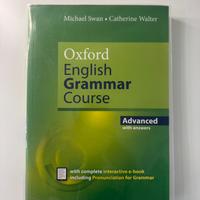 Michael Swan • Catherine Walter
Oxford
English
Grammar
Course
Advanced
with answers
with complete interactive e-book
including Pronunciation for Grammar